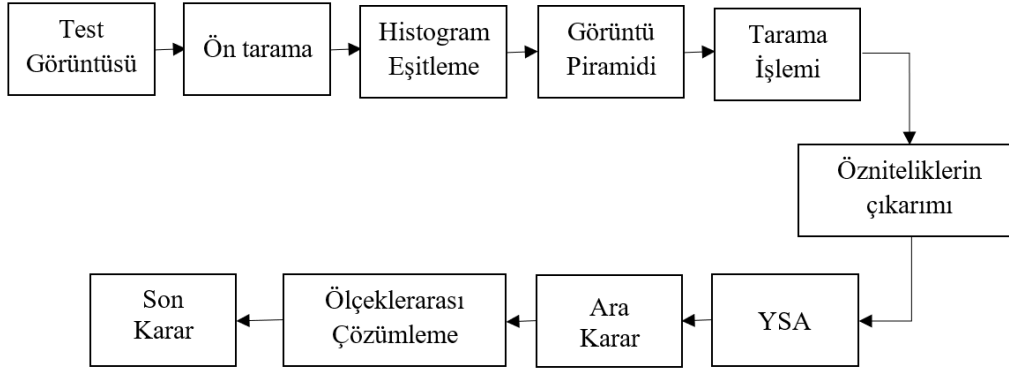 Test
Görüntüsü
Ön tarama
Histogram
Eşitleme
Görüntü
Piramidi
Tarama
İşlemi
Özniteliklerin
çıkarımı
YSA
Ara
Karar
Ölçeklerarası
Çözümleme
Son
Karar